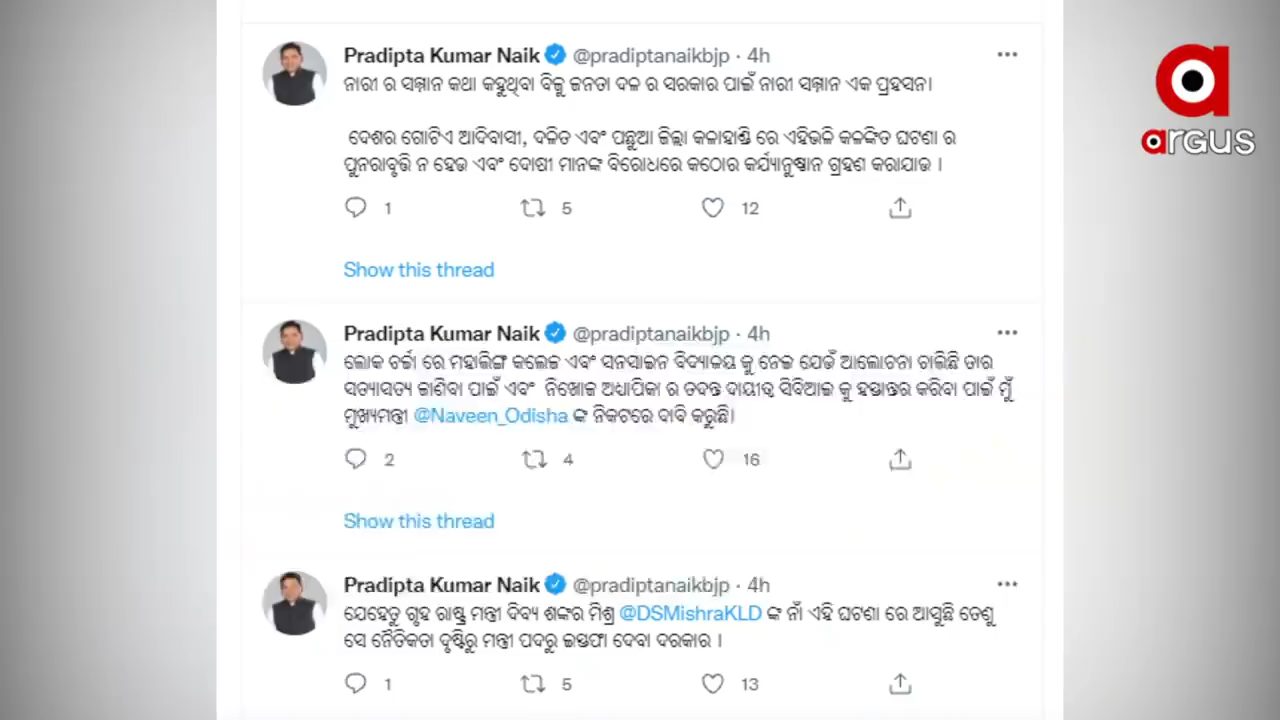 Pradipta Kumar Naik @pradiptanaikbjp · 4h
ନାରୀ ର ସମ୍ମାନ କଥା କହୁଥିବା ବିଜୁ ଜନତା ଦଳ ର ସରକାର ପାଇଁ ନାରୀ ସମ୍ମାନ ଏକ ପ୍ରହସନ।
ଦେଶର ଗୋଟିଏ ଆଦିବାସୀ, ଦଳିତ ଏବଂ ପଛୁଆ ଜିଲ୍ଲା କଳାହାଣ୍ଡି ରେ ଏହିଭଳି କଳଙ୍କିତ ଘଟଣା ର
ପୁନରାବୃତ୍ତି ନ ହେଉ ଏବଂ ଦୋଷୀ ମାନଙ୍କ ବିରୋଧରେ କଠୋର କର୍ଯ୍ୟାନୁଷ୍ଠାନ ଗ୍ରହଣ କରାଯାଉ ।
1 5 12
Show this thread
Pradipta Kumar Naik @pradiptanaikbjp · 4h
ଲୋକ ଚର୍ଚ୍ଚା ରେ ମହାଲିଙ୍ଗ କଲେଜ ଏବଂ ସନସାଇନ ବିଦ୍ୟାଳୟ କୁ ନେଇ ଯେଉଁ ଆଲୋଚନା ଚାଲିଛି ତାର
ସତ୍ୟାସତ୍ୟ ଜାଣିବା ପାଇଁ ଏବଂ ନିଖୋଜ ଅଧ୍ୟାପିକା ର ତଦନ୍ତ ଦାୟୀତ୍ବ ସିବିଆଇ କୁ ହସ୍ତାନ୍ତର କରିବା ପାଇଁ ମୁଁ
ମୁଖ୍ୟମନ୍ତ୍ରୀ @Naveen_Odisha ଙ୍କ ନିକଟରେ ଦାବି କରୁଛି।
2 4 16
Show this thread
Pradipta Kumar Naik @pradiptanaikbjp · 4h
ଯେହେତୁ ଗୃହ ରାଷ୍ଟ୍ର ମନ୍ତ୍ରୀ ଦିବ୍ୟ ଶଙ୍କର ମିଶ୍ର @DSMishraKLD ଙ୍କ ନାଁ ଏହି ଘଟଣା ରେ ଆସୁଛି ତେଣୁ
ସେ ନୈତିକତା ଦୃଷ୍ଟିରୁ ମନ୍ତ୍ରୀ ପଦରୁ ଇସ୍ତଫା ଦେବା ଦରକାର ।
1 5 13
argus